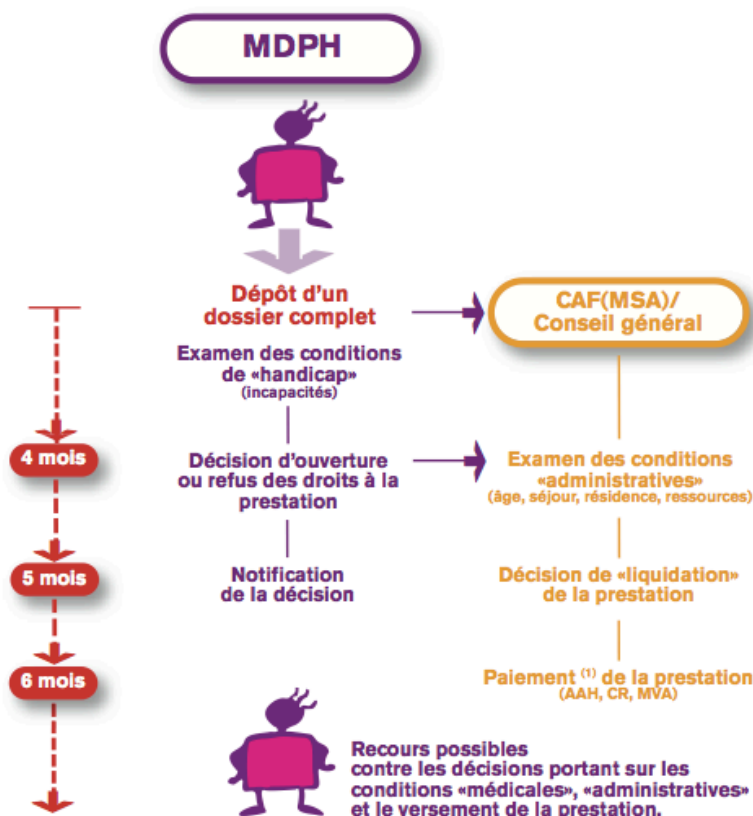 MDPH
Dépôt d'un
dossier complet
CAF(MSA)/
Conseil général
Examen des conditions
de «handicap»
(incapacités)
4 mois
Décision d'ouverture
ou refus des droits à la
prestation
Examen des conditions
«administratives»
(âge, séjour, résidence, ressources)
5 mois
Notification
de la décision
Décision de «liquidation»
de la prestation
6 mois
Paiement (1) de la prestation
(AAH, CR, MVA)
Recours possibles
contre les décisions portant sur les
conditions «médicales», «administratives»
et le versement de la prestation.